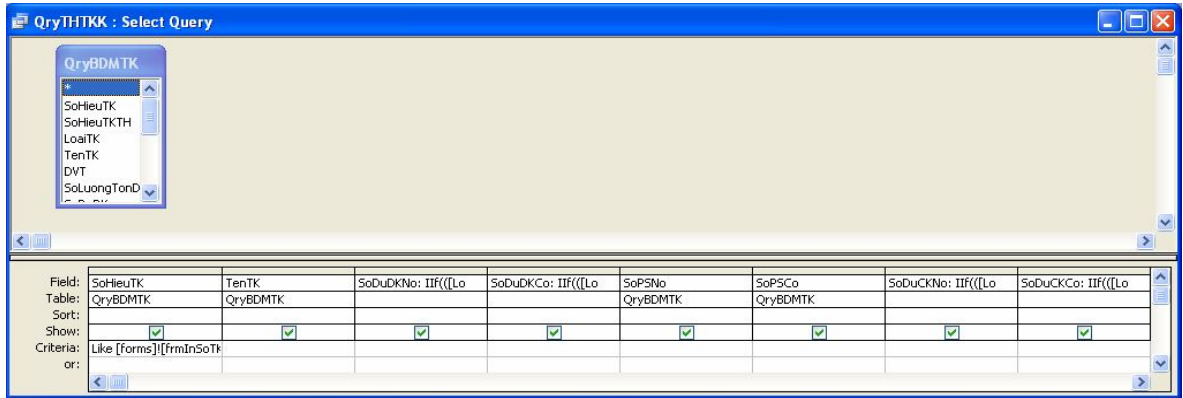 QryTHTKK : Select Query
QryBDMTK
*
SoHieuTK
SoHieuTKTH
LoaiTK
TenTK
DVT
SoLuongTonD
Field: SoHieuTK TenTK SoDuDKNo: IIf(([Lo SoDuDKCo: IIf(([Lo SoPSNo SoPSCo SoDuCKNo: IIf(([Lo SoDuCKCo: IIf(([Lo
Table: QryBDMTK QryBDMTK QryBDMTK QryBDMTK
Sort:
Show:
Criteria: Like [forms]![frmInSoTk
or: